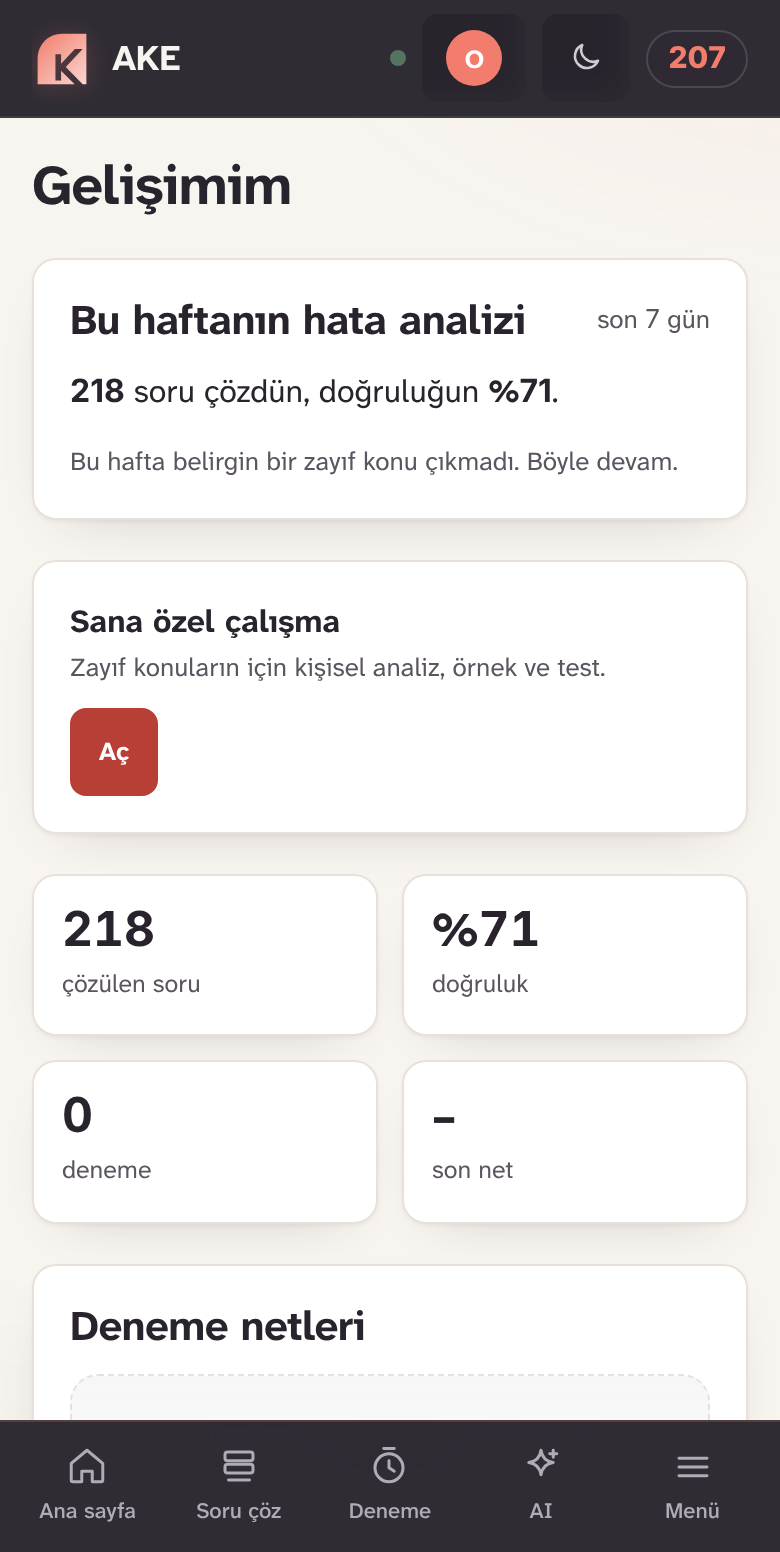 K AKE O 207
Gelişimim
Bu haftanın hata analizi son 7 gün
218 soru çözdün, doğruluğun %71.
Bu hafta belirgin bir zayıf konu çıkmadı. Böyle devam.
Sana özel çalışma
Zayıf konuların için kişisel analiz, örnek ve test.
Aç
218 %71
çözülen soru doğruluk
0 –
deneme son net
Deneme netleri
Ana sayfa Soru çöz Deneme AI Menü